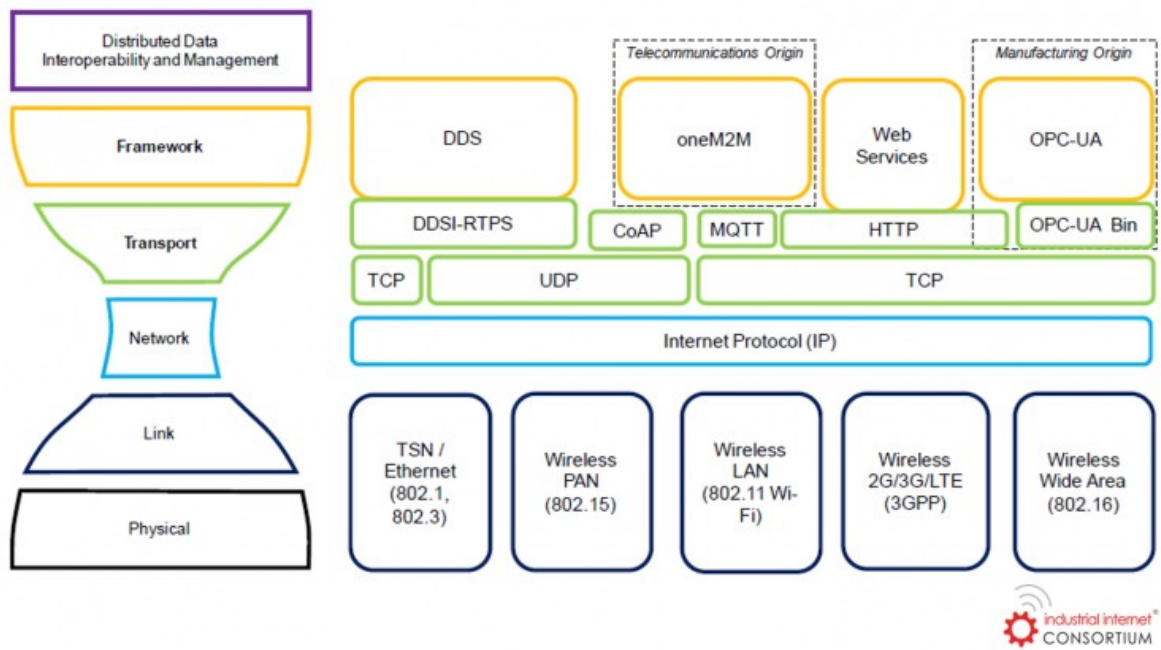 Distributed Data
Interoperability and Management
Framework
Transport
Network
Link
Physical
Telecommunications Origin
Manufacturing Origin
DDS
oneM2M
Web
Services
OPC-UA
DDSI-RTPS
CoAP
MQTT
HTTP
OPC-UA Bin
TCP
UDP
TCP
Internet Protocol (IP)
TSN /
Ethernet
(802.1,
802.3)
Wireless
PAN
(802.15)
Wireless
LAN
(802.11 Wi-
Fi)
Wireless
2G/3G/LTE
(3GPP)
Wireless
Wide Area
(802.16)
industrial internet®
CONSORTIUM